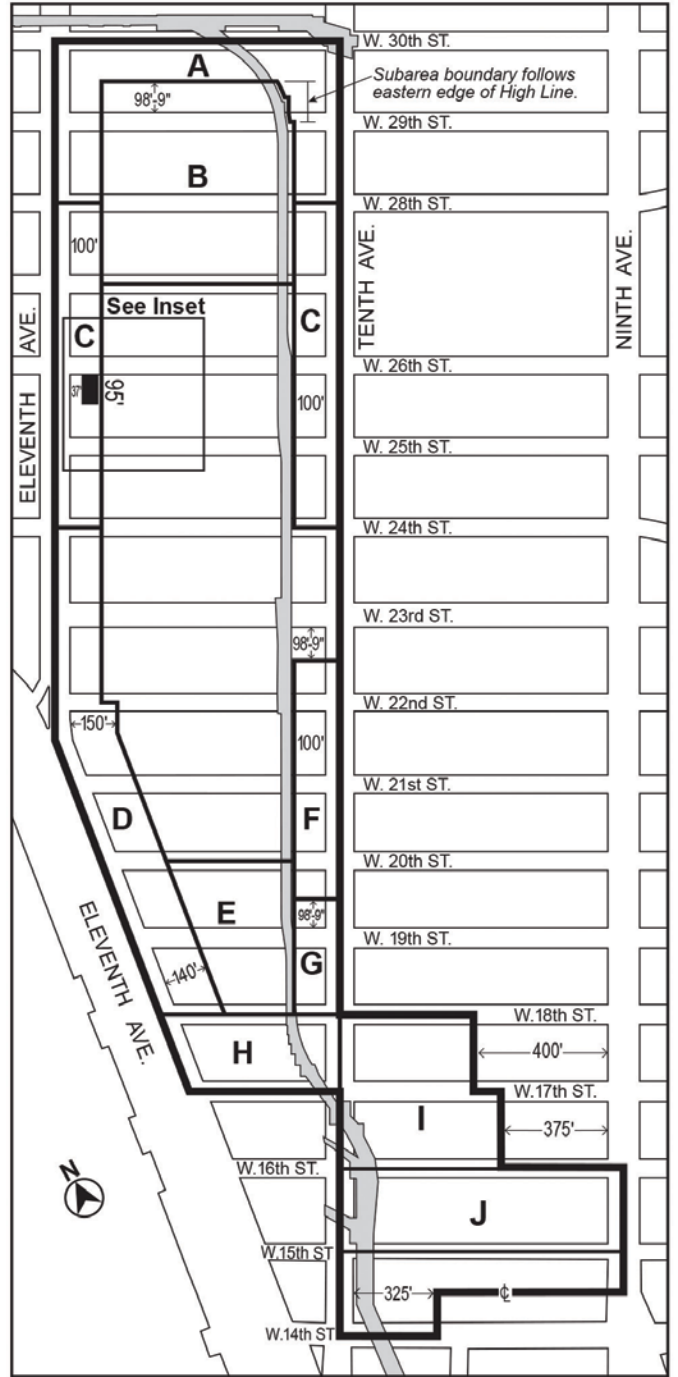 W. 30th ST.
A
Subarea boundary follows
eastern edge of High Line.
98'-9"
W. 29th ST.
B
W. 28th ST.
100'
TENTH AVE.
NINTH AVE.
See Inset
ELEVENTH AVE.
C
C
W. 26th ST.
37'
95'
100'
W. 25th ST.
W. 24th ST.
W. 23rd ST.
98'-9"
W. 22nd ST.
150'
100'
W. 21st ST.
D
F
W. 20th ST.
E
98'-9"
W. 19th ST.
G
140'
ELEVENTH AVE.
W.18th ST.
H
400'
W.17th ST.
I
375'
N
W.16th ST.
J
W.15th ST
325'
℄
W.14th ST